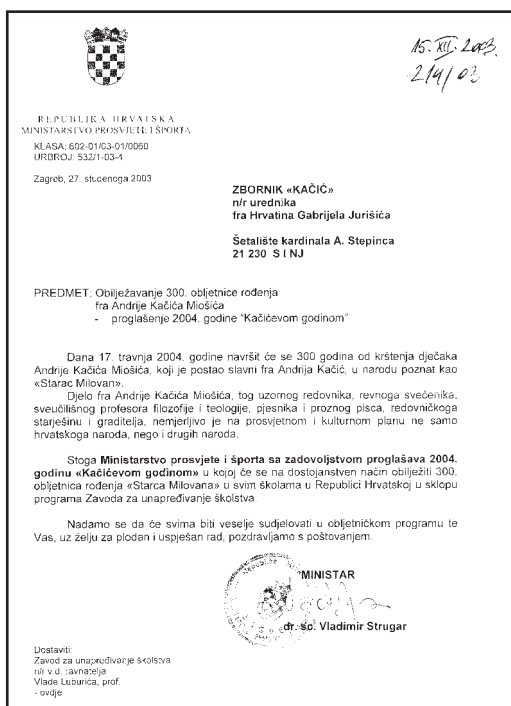 15. XII. 2003.
214/03
REPUBLIKA HRVATSKA
MINISTARSTVO PROSVJETE I ŠPORTA
KLASA: 602-01/03-01/0060
URBROJ: 532/1-03-4
Zagreb, 27. studenoga 2003
ZBORNIK «KAČIĆ»
n/r urednika
fra Hrvatina Gabrijela Jurišića
Šetalište kardinala A. Stepinca
21 230 S I NJ
PREDMET: Obilježavanje 300. obljetnice rođenja
fra Andrije Kačića Miošića
- proglašenje 2004. godine "Kačićevom godinom"
Dana 17. travnja 2004. godine navršit će se 300 godina od krštenja dječaka
Andrije Kačića Miošića, koji je postao slavni fra Andrija Kačić, u narodu poznat kao
«Starac Milovan».
Djelo fra Andrije Kačića Miošića, tog uzornog redovnika, revnoga svećenika,
sveučilišnog profesora filozofije i teologije, pjesnika i proznog pisca, redovničkoga
starješinu i graditelja, nemjerljivo je na prosvjetnom i kulturnom planu ne samo
hrvatskoga naroda, nego i drugih naroda.
Stoga Ministarstvo prosvjete i športa sa zadovoljstvom proglašava 2004.
godinu «Kačićevom godinom» u kojoj će se na dostojanstven način obilježiti 300.
obljetnica rođenja «Starca Milovana» u svim školama u Republici Hrvatskoj u sklopu
programa Zavoda za unapređivanje školstva.
Nadamo se da će svima biti veselje sudjelovati u obljetničkom programu te
Vas, uz želju za plodan i uspješan rad, pozdravljamo s poštovanjem.
MINISTAR
dr. sc. Vladimir Strugar
Dostaviti:
Zavod za unapređivanje školstva
n/r v.d. ravnatelja
Vlade Luburića, prof.
- ovdje